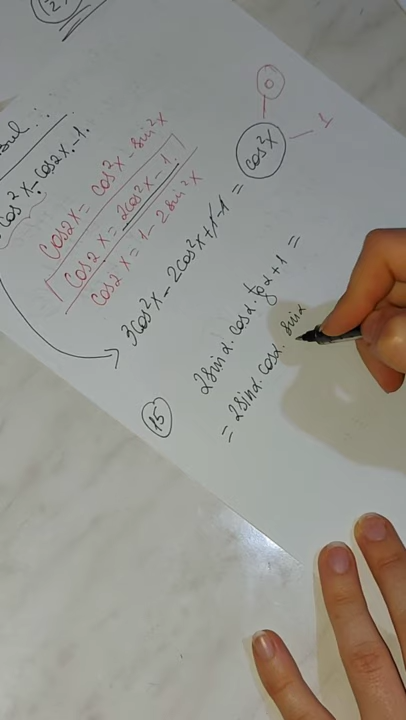 cos²x - cos2x - 1.
cos2x = cos²x - sin²x
cos2x = 2cos²x - 1.
cos2x = 1 - 2sin²x
3cos²x - 2cos²x + 1 - 1 =
cos²x
0
1
15
2sinα · cosα · tgα + 1 =
= 2sinα · cosα · sinα